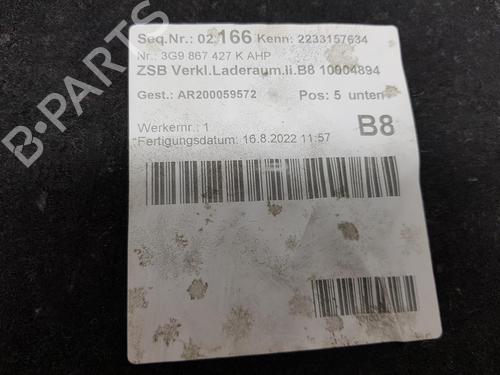 Seq.Nr.: 02.166 Kenn: 2233157634
Nr.: 3G9 867 427 K AHP
ZSB Verkl.Laderaum.li.B8 10004894
Gest.: AR200059572 Pos: 5 unten
Werkernr.: 1
Fertigungsdatum: 16.8.2022 11:57
B8
B-PARTS